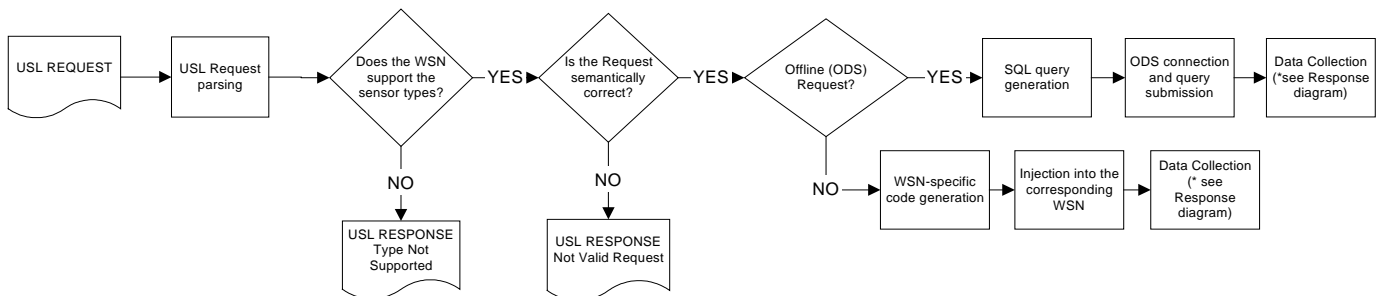 USL REQUEST
USL Request
parsing
Does the WSN
support the
sensor types?
YES
Is the Request
semantically
correct?
YES
Offline (ODS)
Request?
YES
SQL query
generation
ODS connection
and query
submission
Data Collection
(*see Response
diagram)
NO
USL RESPONSE
Type Not
Supported
NO
USL RESPONSE
Not Valid Request
NO
WSN-specific
code generation
Injection into the
corresponding
WSN
Data Collection
(* see
Response
diagram)